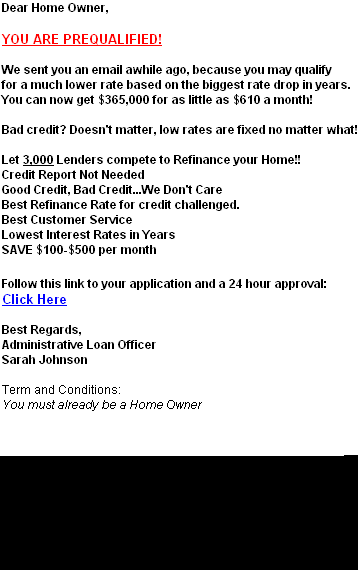 Dear Home Owner,
YOU ARE PREQUALIFIED!
We sent you an email awhile ago, because you may qualify
for a much lower rate based on the biggest rate drop in years.
You can now get $365,000 for as little as $610 a month!
Bad credit? Doesn't matter, low rates are fixed no matter what!
Let 3,000 Lenders compete to Refinance your Home!!
Credit Report Not Needed
Good Credit, Bad Credit...We Don't Care
Best Refinance Rate for credit challenged.
Best Customer Service
Lowest Interest Rates in Years
SAVE $100-$500 per month
Follow this link to your application and a 24 hour approval:
Click Here
Best Regards,
Administrative Loan Officer
Sarah Johnson
Term and Conditions:
You must already be a Home Owner